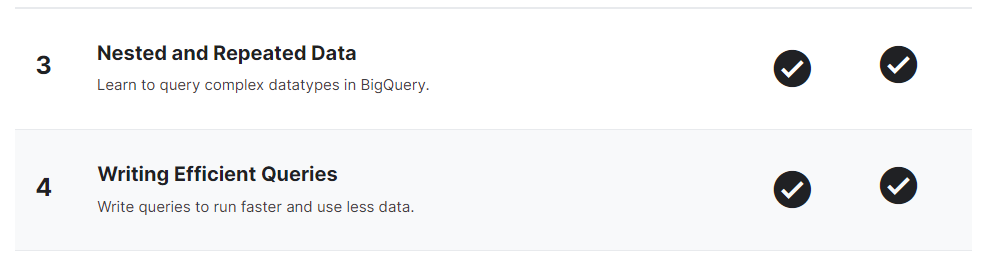 3
Nested and Repeated Data
Learn to query complex datatypes in BigQuery.
4
Writing Efficient Queries
Write queries to run faster and use less data.